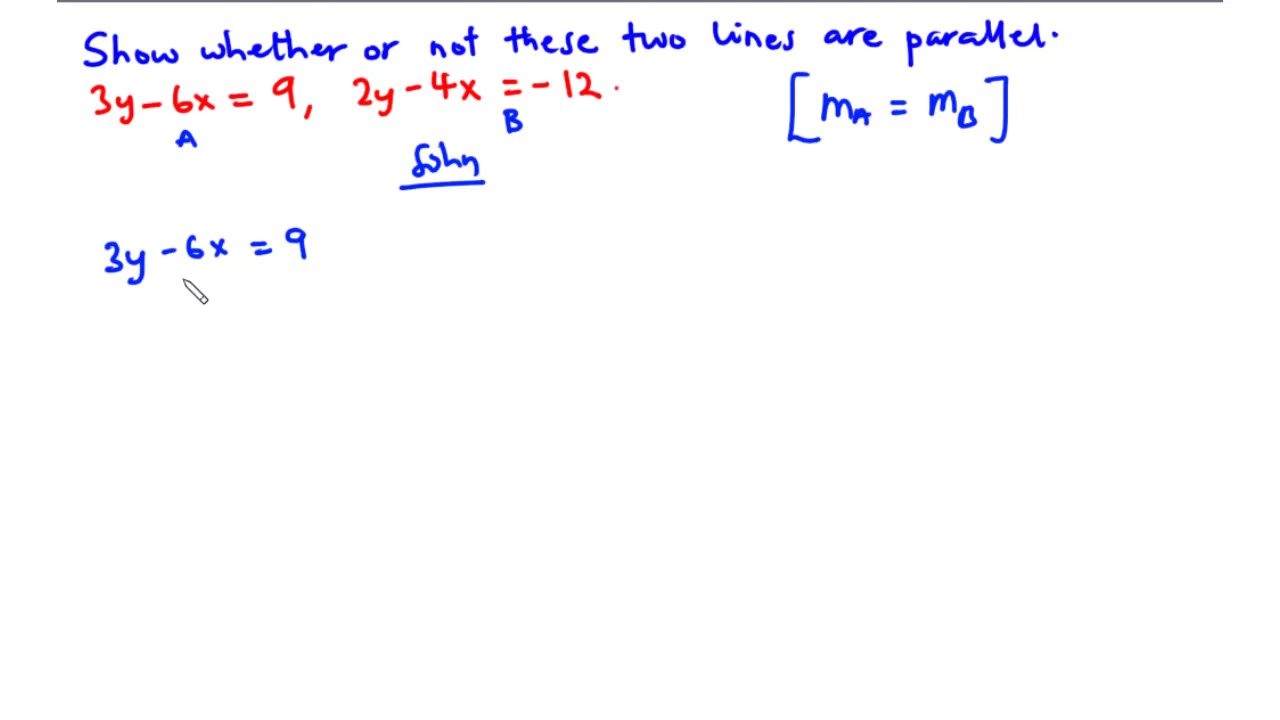 Show whether or not these two lines are parallel.
3y - 6x = 9, 2y - 4x = -12.
A B
[mA = mB]
Soln
3y - 6x = 9